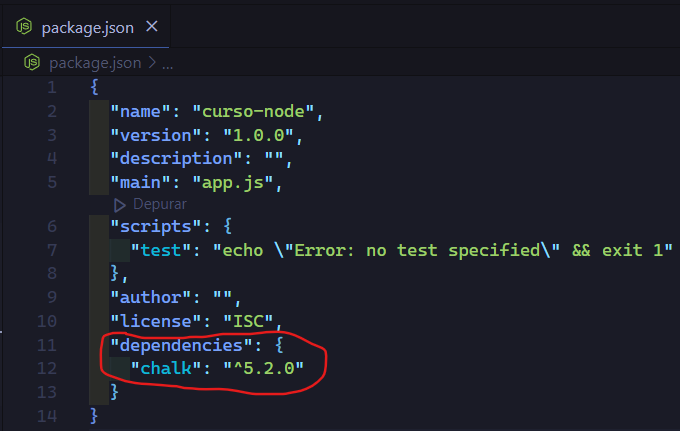 package.json ×
package.json > ...
1 {
2 "name": "curso-node",
3 "version": "1.0.0",
4 "description": "",
5 "main": "app.js",
Depurar
6 "scripts": {
7 "test": "echo \"Error: no test specified\" && exit 1"
8 },
9 "author": "",
10 "license": "ISC",
11 "dependencies": {
12 "chalk": "^5.2.0"
13 }
14 }